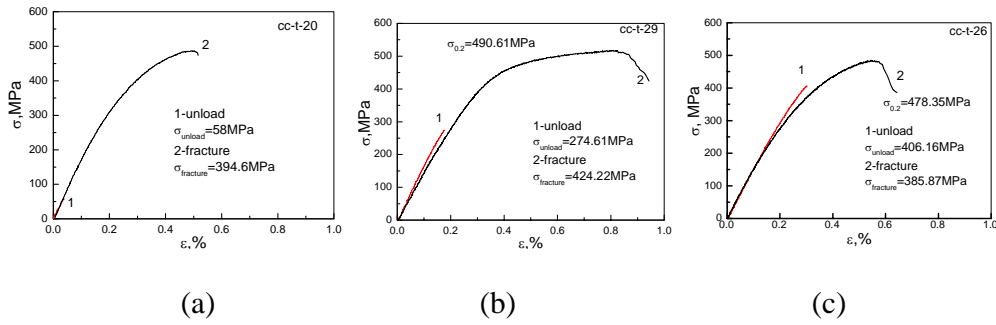 cc-t-20
600
500
400
300
200
100
0
σ,MPa
2
1-unload
σunload=58MPa
2-fracture
σfracture=394.6MPa
1
0.0 0.2 0.4 0.6 0.8 1.0
ε,%
(a)
cc-t-29
600
500
400
300
200
100
0
σ,MPa
σ0.2=490.61MPa
1
2
1-unload
σunload=274.61MPa
2-fracture
σfracture=424.22MPa
0.0 0.2 0.4 0.6 0.8 1.0
ε,%
(b)
cc-t-26
600
500
400
300
200
100
0
σ,MPa
1
2
σ0.2=478.35MPa
1-unload
σunload=406.16MPa
2-fracture
σfracture=385.87MPa
0.0 0.2 0.4 0.6 0.8 1.0
ε,%
(c)